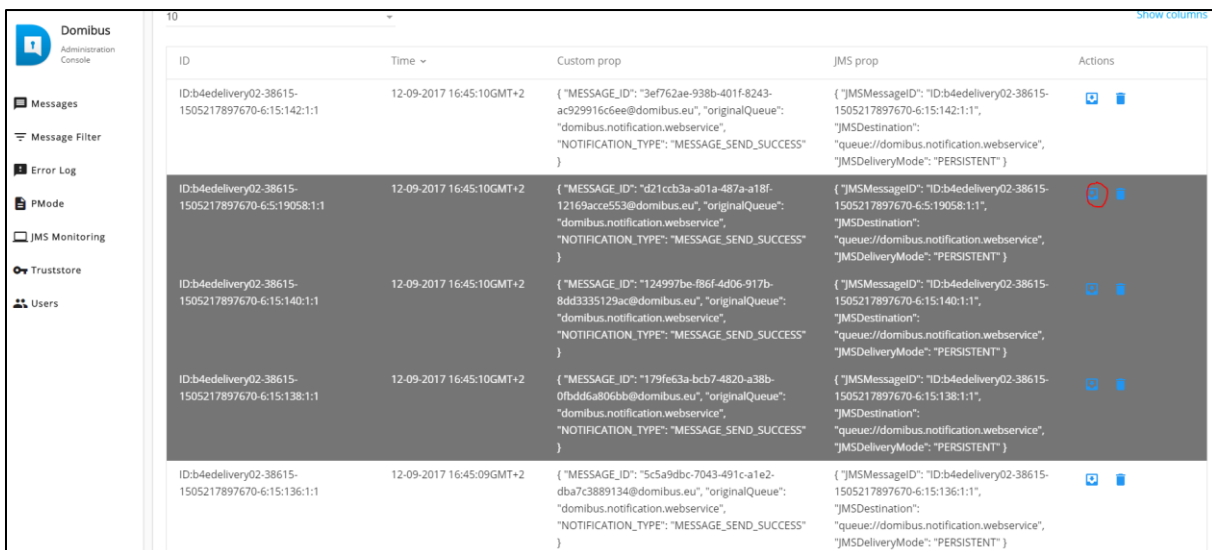 Domibus
Administration
Console
Messages
Message Filter
Error Log
PMode
JMS Monitoring
Truststore
Users
10
Show columns
ID Time Custom prop JMS prop Actions
ID:b4edelivery02-38615- 12-09-2017 16:45:10GMT+2 { "MESSAGE_ID": "3ef762ae-938b-401f-8243- { "JMSMessageID": "ID:b4edelivery02-38615-
1505217897670-6:15:142:1:1 ac929916c6ee@domibus.eu", "originalQueue": 1505217897670-6:15:142:1:1",
"domibus.notification.webservice", "JMSDestination":
"NOTIFICATION_TYPE": "MESSAGE_SEND_SUCCESS" "queue://domibus.notification.webservice",
} "JMSDeliveryMode": "PERSISTENT" }
ID:b4edelivery02-38615- 12-09-2017 16:45:10GMT+2 { "MESSAGE_ID": "d21ccb3a-a01a-487a-a18f- { "JMSMessageID": "ID:b4edelivery02-38615-
1505217897670-6:5:19058:1:1 12169acce553@domibus.eu", "originalQueue": 1505217897670-6:5:19058:1:1",
"domibus.notification.webservice", "JMSDestination":
"NOTIFICATION_TYPE": "MESSAGE_SEND_SUCCESS" "queue://domibus.notification.webservice",
} "JMSDeliveryMode": "PERSISTENT" }
ID:b4edelivery02-38615- 12-09-2017 16:45:10GMT+2 { "MESSAGE_ID": "124997be-f86f-4d06-917b- { "JMSMessageID": "ID:b4edelivery02-38615-
1505217897670-6:15:140:1:1 8dd3335129ac@domibus.eu", "originalQueue": 1505217897670-6:15:140:1:1",
"domibus.notification.webservice", "JMSDestination":
"NOTIFICATION_TYPE": "MESSAGE_SEND_SUCCESS" "queue://domibus.notification.webservice",
} "JMSDeliveryMode": "PERSISTENT" }
ID:b4edelivery02-38615- 12-09-2017 16:45:10GMT+2 { "MESSAGE_ID": "179fe63a-bcb7-4820-a38b- { "JMSMessageID": "ID:b4edelivery02-38615-
1505217897670-6:15:138:1:1 0fbdd6a806bb@domibus.eu", "originalQueue": 1505217897670-6:15:138:1:1",
"domibus.notification.webservice", "JMSDestination":
"NOTIFICATION_TYPE": "MESSAGE_SEND_SUCCESS" "queue://domibus.notification.webservice",
} "JMSDeliveryMode": "PERSISTENT" }
ID:b4edelivery02-38615- 12-09-2017 16:45:09GMT+2 { "MESSAGE_ID": "5c5a9dbc-7043-491c-a1e2- { "JMSMessageID": "ID:b4edelivery02-38615-
1505217897670-6:15:136:1:1 dba7c3889134@domibus.eu", "originalQueue": 1505217897670-6:15:136:1:1",
"domibus.notification.webservice", "JMSDestination":
"NOTIFICATION_TYPE": "MESSAGE_SEND_SUCCESS" "queue://domibus.notification.webservice",
} "JMSDeliveryMode": "PERSISTENT" }